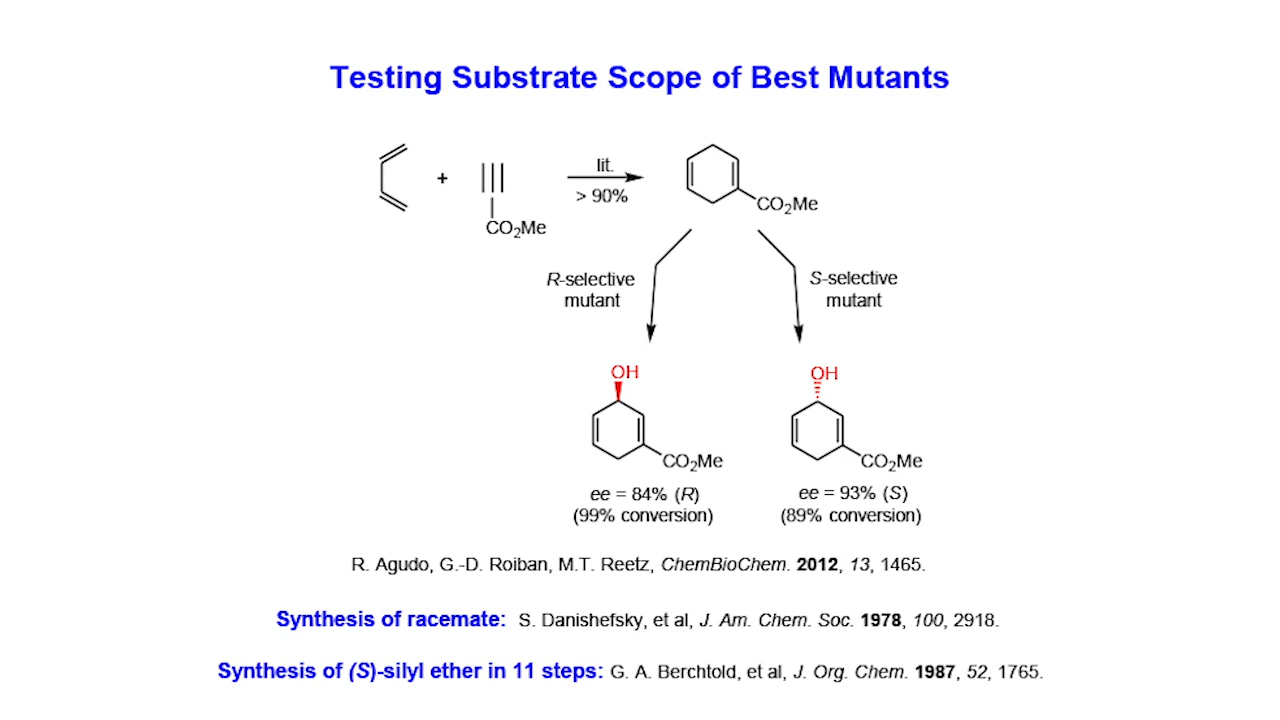 Testing Substrate Scope of Best Mutants
+
CO2Me
lit.
> 90%
CO2Me
R-selective
mutant
S-selective
mutant
OH
CO2Me
ee = 84% (R)
(99% conversion)
OH
CO2Me
ee = 93% (S)
(89% conversion)
R. Agudo, G.-D. Roiban, M.T. Reetz, ChemBioChem. 2012, 13, 1465.
Synthesis of racemate: S. Danishefsky, et al, J. Am. Chem. Soc. 1978, 100, 2918.
Synthesis of (S)-silyl ether in 11 steps: G. A. Berchtold, et al, J. Org. Chem. 1987, 52, 1765.